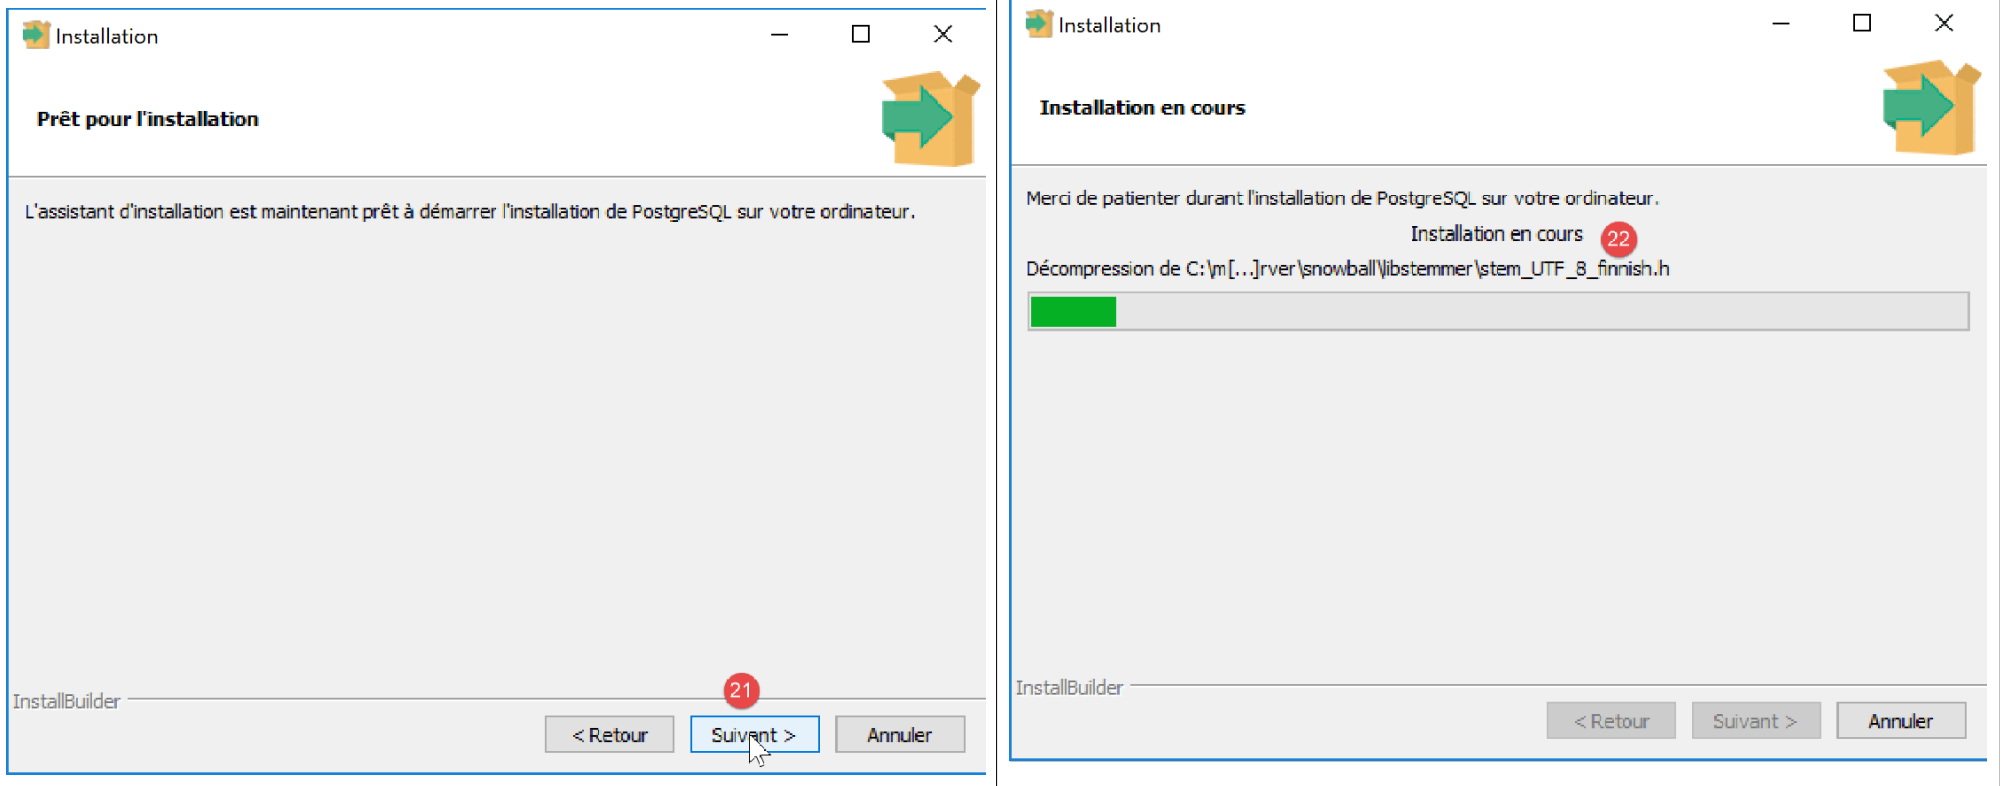 Installation
Prêt pour l'installation
L'assistant d'installation est maintenant prêt à démarrer l'installation de PostgreSQL sur votre ordinateur.
InstallBuilder
21
< Retour
Suivant >
Annuler
Installation
Installation en cours
Merci de patienter durant l'installation de PostgreSQL sur votre ordinateur.
Installation en cours
22
Décompression de C:\m[...]rver\snowball\libstemmer\stem_UTF_8_finnish.h
InstallBuilder
< Retour
Suivant >
Annuler